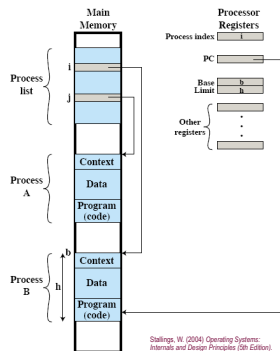 Main
Memory
Processor
Registers
Process index
i
PC
Base
b
Limit
h
Other
registers
Process
list
i
j
Process
A
Context
Data
Program
(code)
Process
B
b
h
Context
Data
Program
(code)
Stallings, W. (2004) Operating Systems:
Internals and Design Principles (5th Edition).